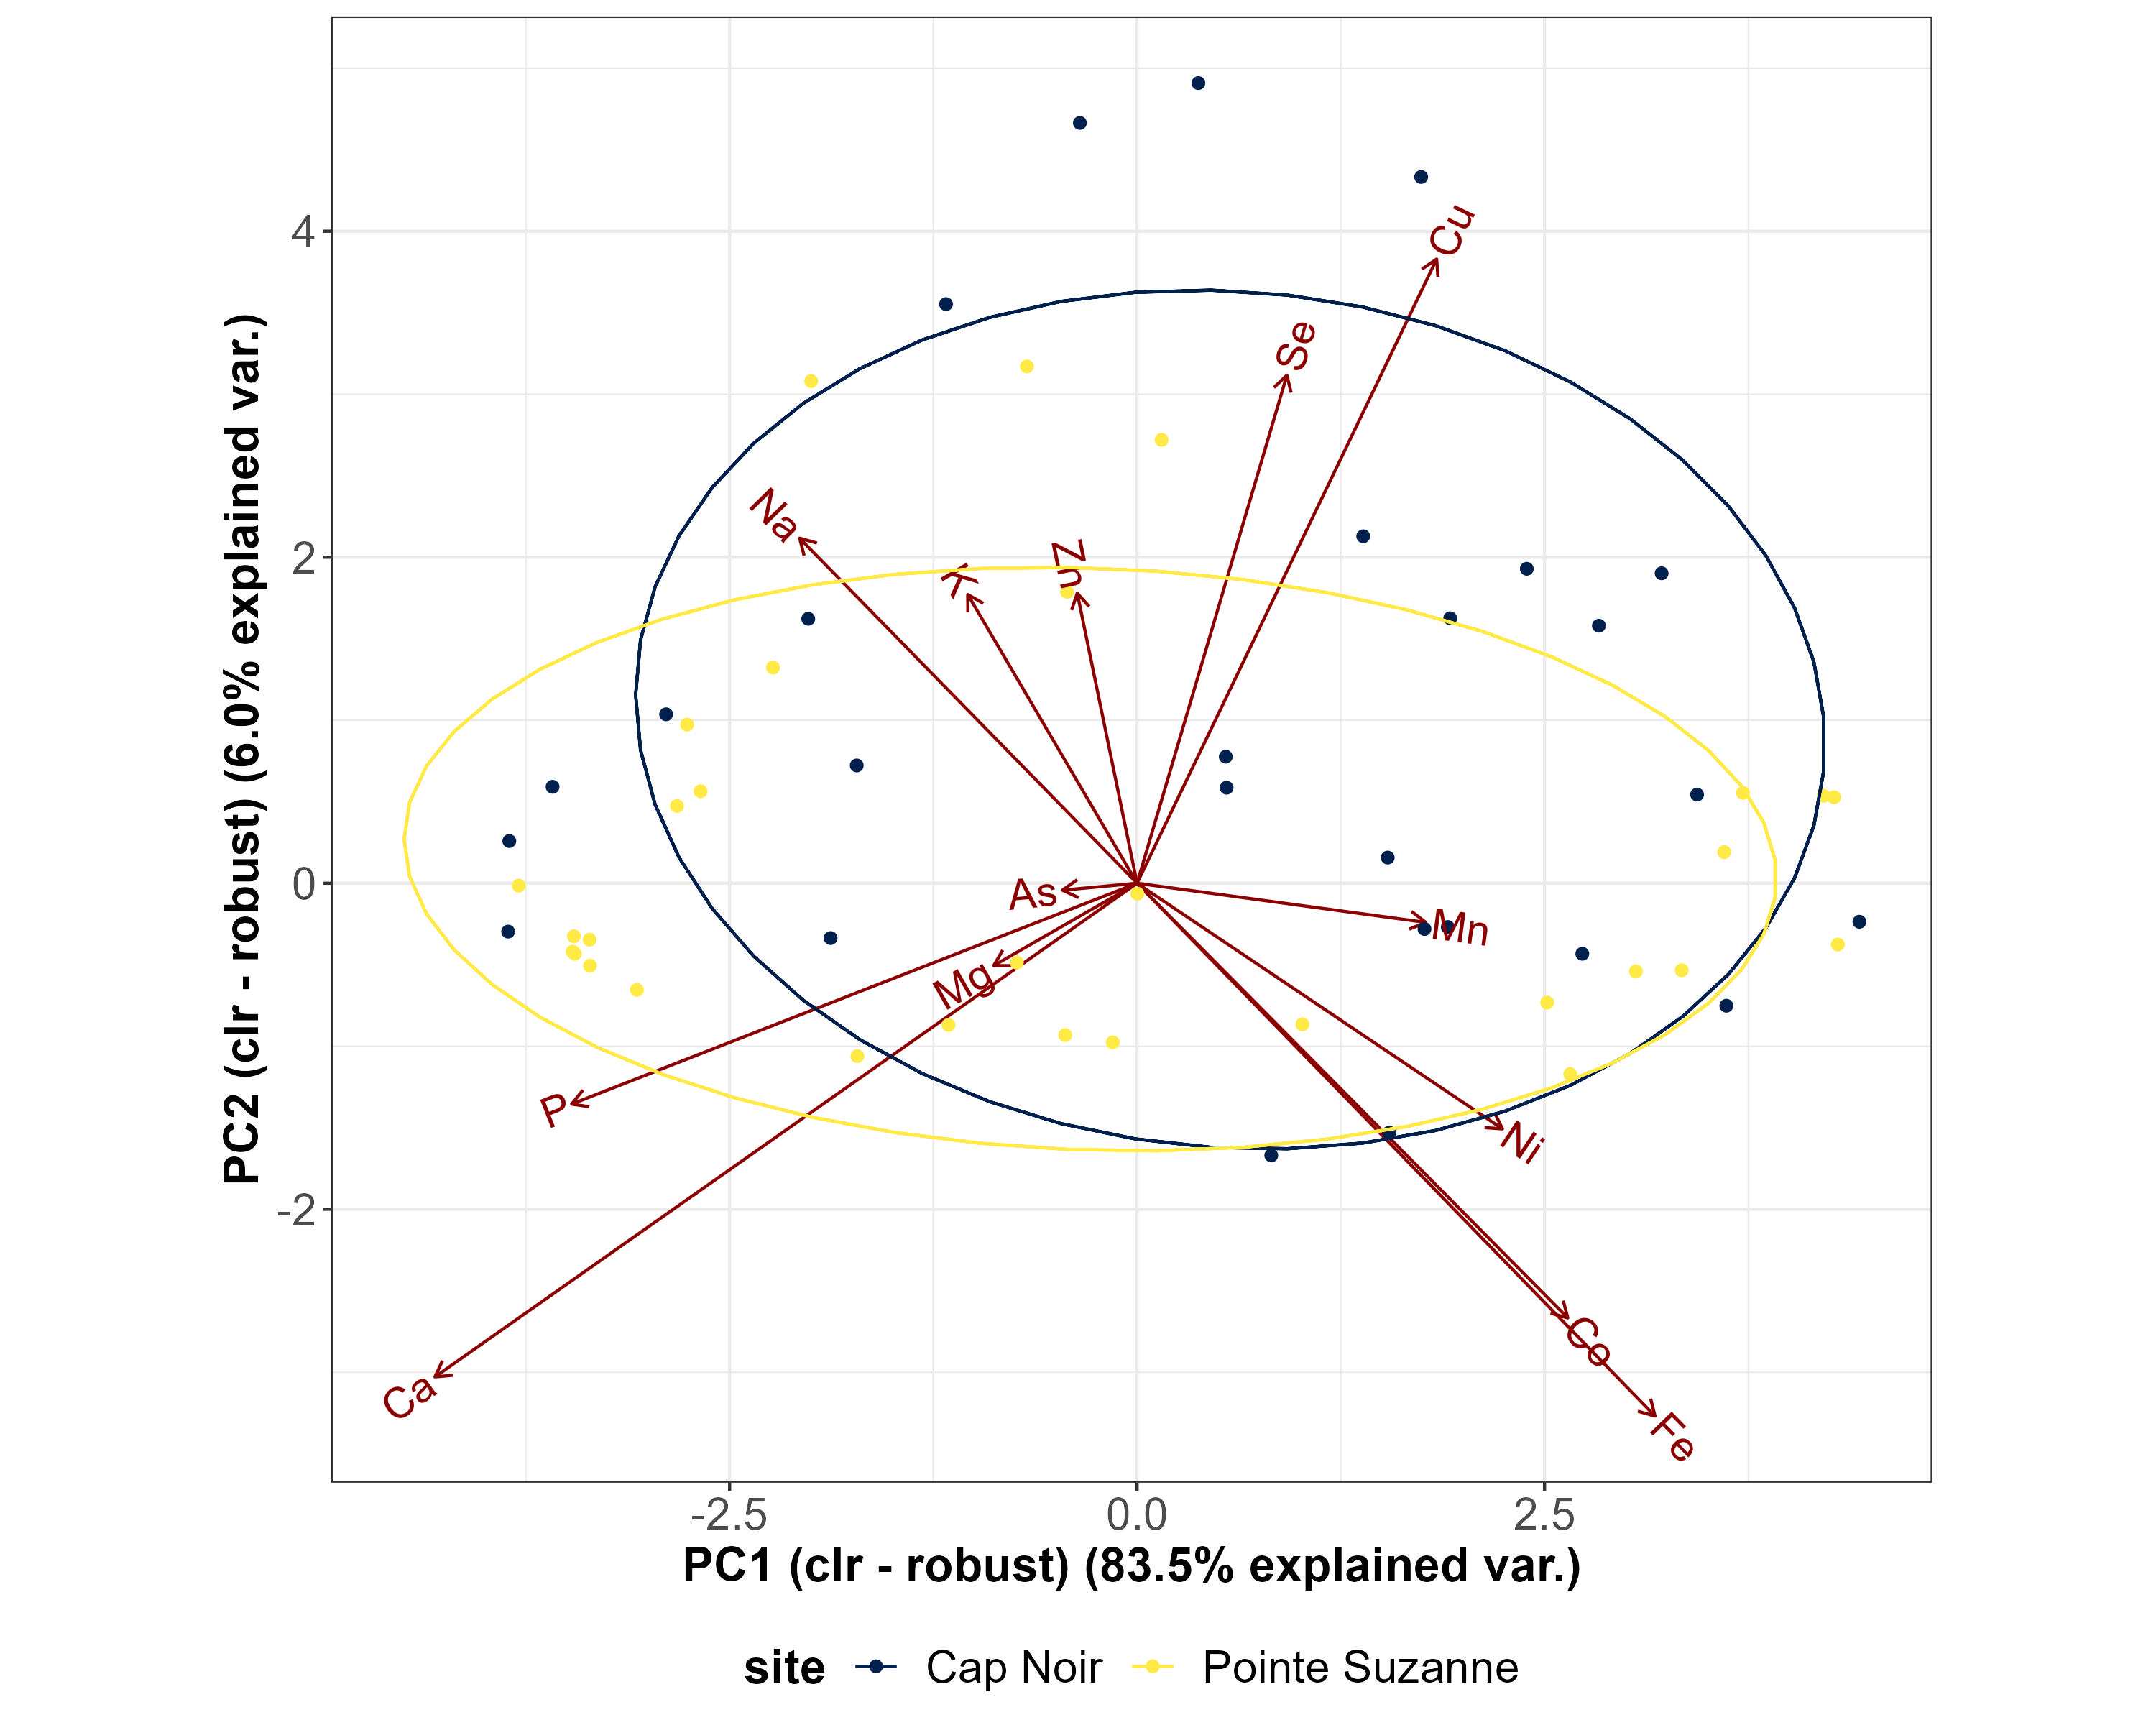 PC2 (clr - robust) (6.0% explained var.)
4
2
0
-2
Cu
Se
Na
K
Zn
As
Mn
Mg
P
Ni
Ca
Co
Fe
-2.5 0.0 2.5
PC1 (clr - robust) (83.5% explained var.)
site Cap Noir Pointe Suzanne